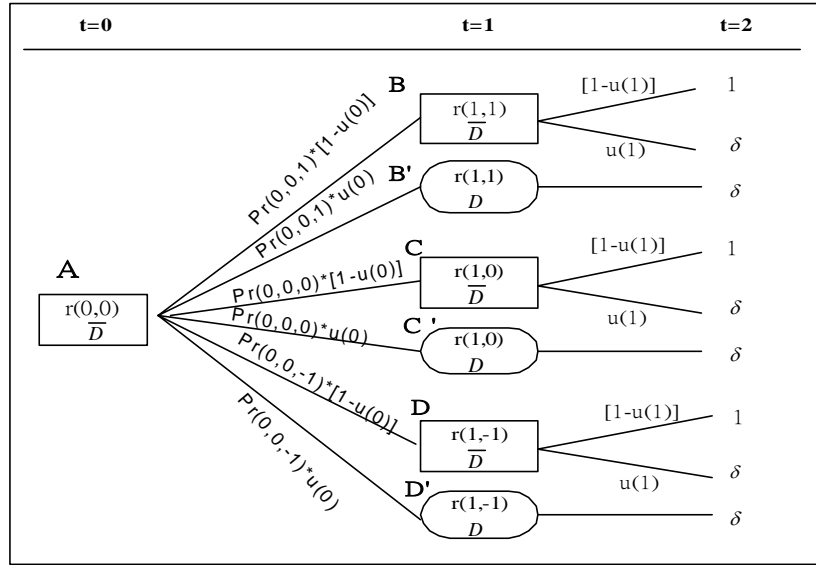 t=0 t=1 t=2
B
[1-u(1)]
1
r(1,1)
D̅
Pr(0,0,1)*[1-u(0)]
u(1)
δ
B'
Pr(0,0,1)*u(0)
r(1,1)
D
δ
C
[1-u(1)]
1
r(1,0)
D̅
Pr(0,0,0)*[1-u(0)]
u(1)
δ
A
r(0,0)
D̅
Pr(0,0,0)*u(0)
C'
r(1,0)
D
δ
Pr(0,0,-1)*[1-u(0)]
D
[1-u(1)]
1
r(1,-1)
D̅
u(1)
δ
Pr(0,0,-1)*u(0)
D'
r(1,-1)
D
δ